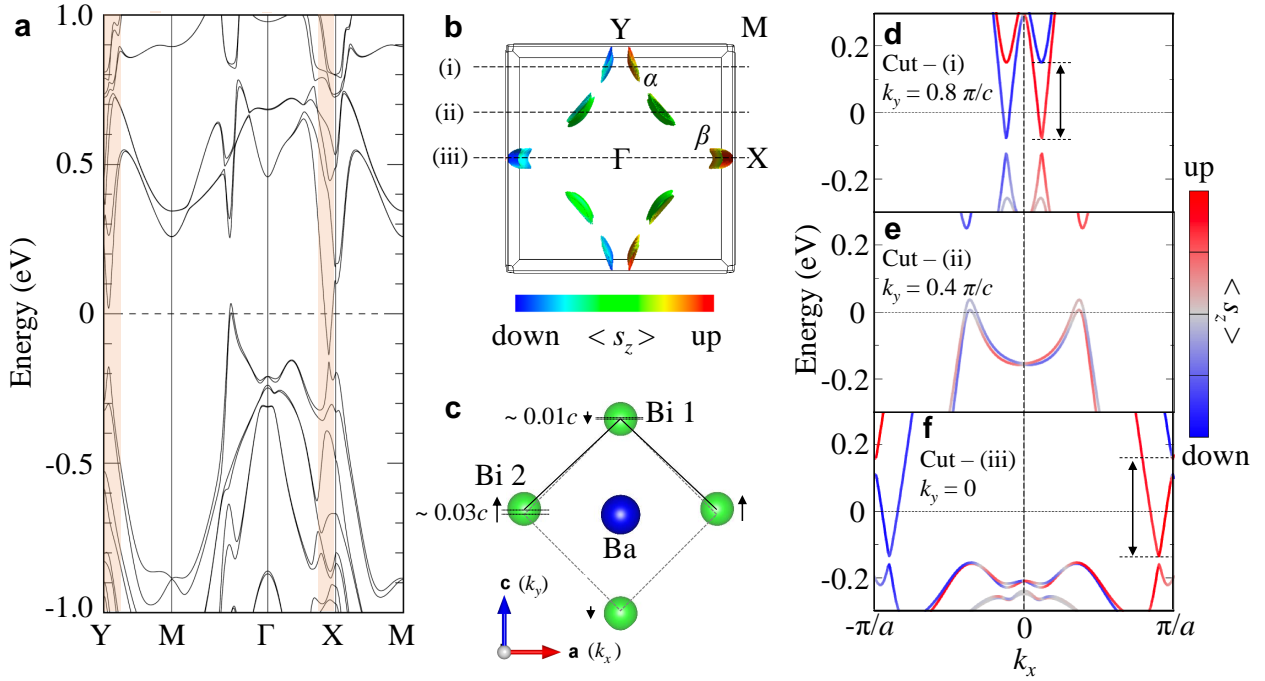 a
Energy (eV)
1.0
0.5
0
-0.5
-1.0
Y M Γ X M
b
Y M
(i)
α
(ii)
β
(iii) Γ X
down < s_z > up
c
~ 0.01c Bi 1
Bi 2
~ 0.03c
Ba
c (k_y)
a (k_x)
d
Cut – (i)
k_y = 0.8 π/c
0.2
0
-0.2
e
Cut – (ii)
k_y = 0.4 π/c
0.2
0
-0.2
Energy (eV)
f
Cut – (iii)
k_y = 0
0.2
0
-0.2
-π/a 0 π/a
k_x
up
< s_z >
down